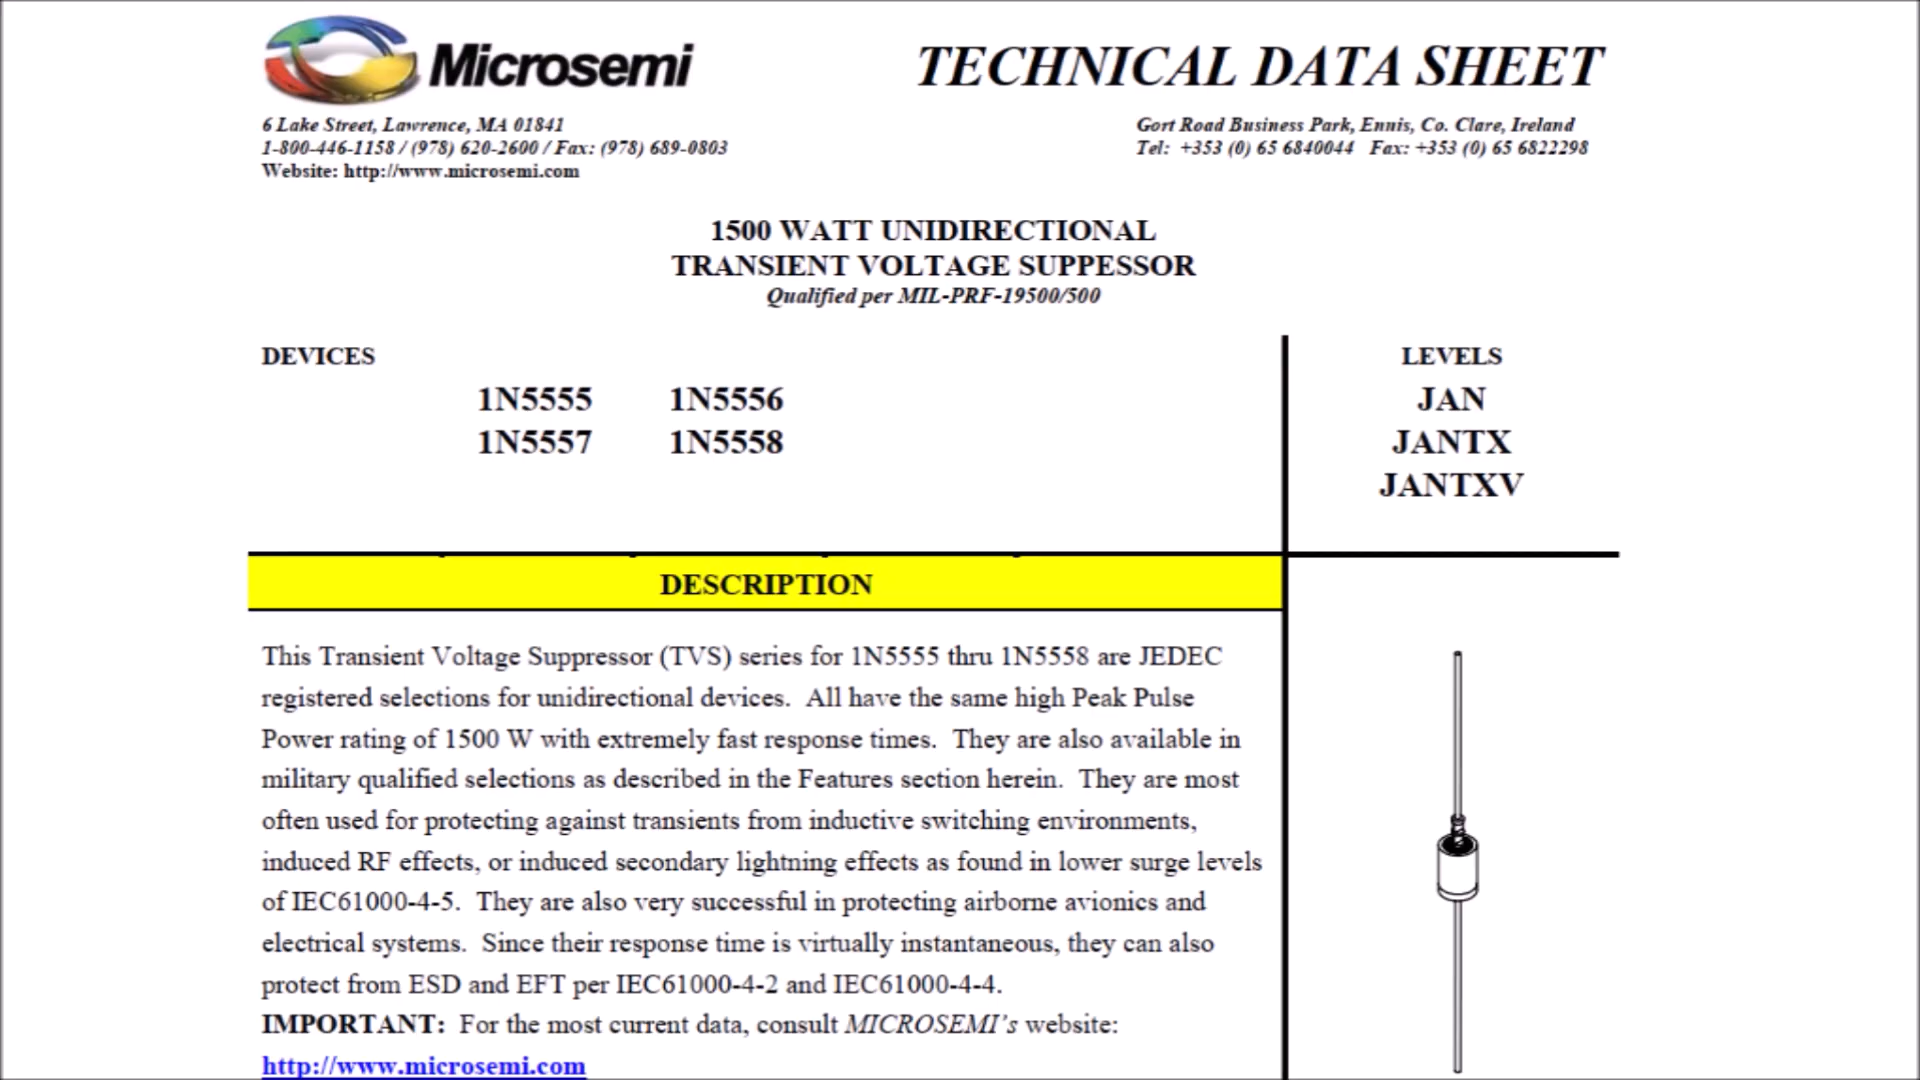 Microsemi
TECHNICAL DATA SHEET
6 Lake Street, Lawrence, MA 01841
1-800-446-1158 / (978) 620-2600 / Fax: (978) 689-0803
Website: http://www.microsemi.com
Gort Road Business Park, Ennis, Co. Clare, Ireland
Tel: +353 (0) 65 6840044 Fax: +353 (0) 65 6822298
1500 WATT UNIDIRECTIONAL
TRANSIENT VOLTAGE SUPPESSOR
Qualified per MIL-PRF-19500/500
DEVICES
1N5555 1N5556
1N5557 1N5558
LEVELS
JAN
JANTX
JANTXV
DESCRIPTION
This Transient Voltage Suppressor (TVS) series for 1N5555 thru 1N5558 are JEDEC
registered selections for unidirectional devices. All have the same high Peak Pulse
Power rating of 1500 W with extremely fast response times. They are also available in
military qualified selections as described in the Features section herein. They are most
often used for protecting against transients from inductive switching environments,
induced RF effects, or induced secondary lightning effects as found in lower surge levels
of IEC61000-4-5. They are also very successful in protecting airborne avionics and
electrical systems. Since their response time is virtually instantaneous, they can also
protect from ESD and EFT per IEC61000-4-2 and IEC61000-4-4.
IMPORTANT: For the most current data, consult MICROSEMI's website:
http://www.microsemi.com